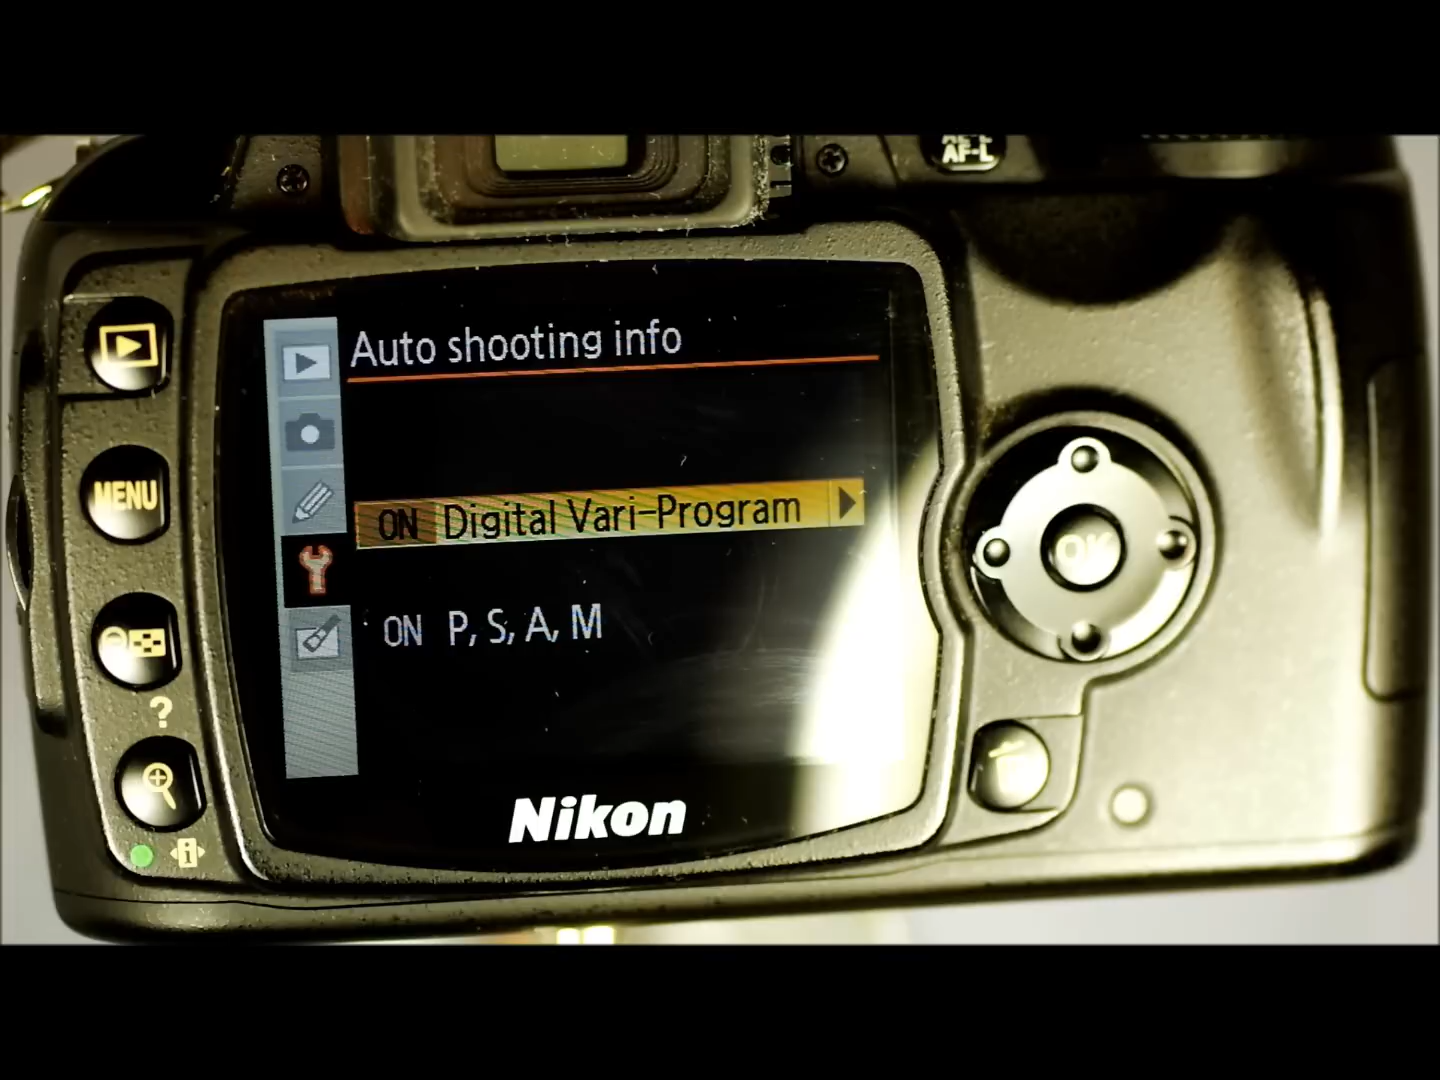 AE-L
AF-L
Auto shooting info
MENU
ON Digital Vari-Program
OK
ON P, S, A, M
?
Nikon
i